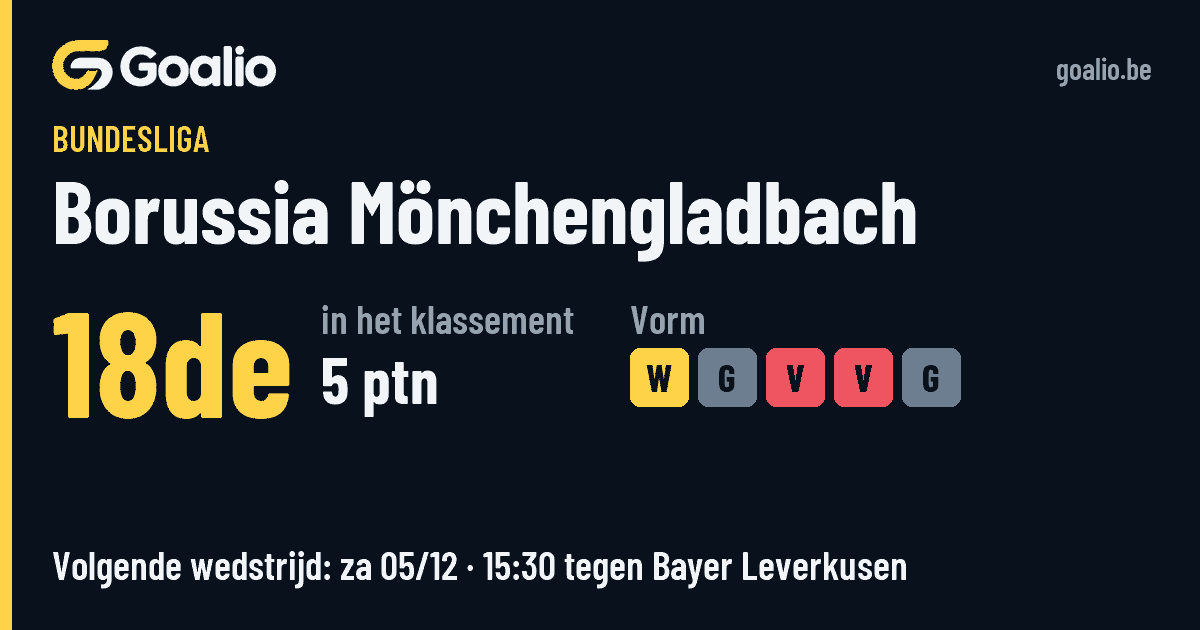 Goalio
goalio.be
BUNDESLIGA
Borussia Mönchengladbach
18de
in het klassement
5 ptn
Vorm
W G V V G
Volgende wedstrijd: za 05/12 · 15:30 tegen Bayer Leverkusen